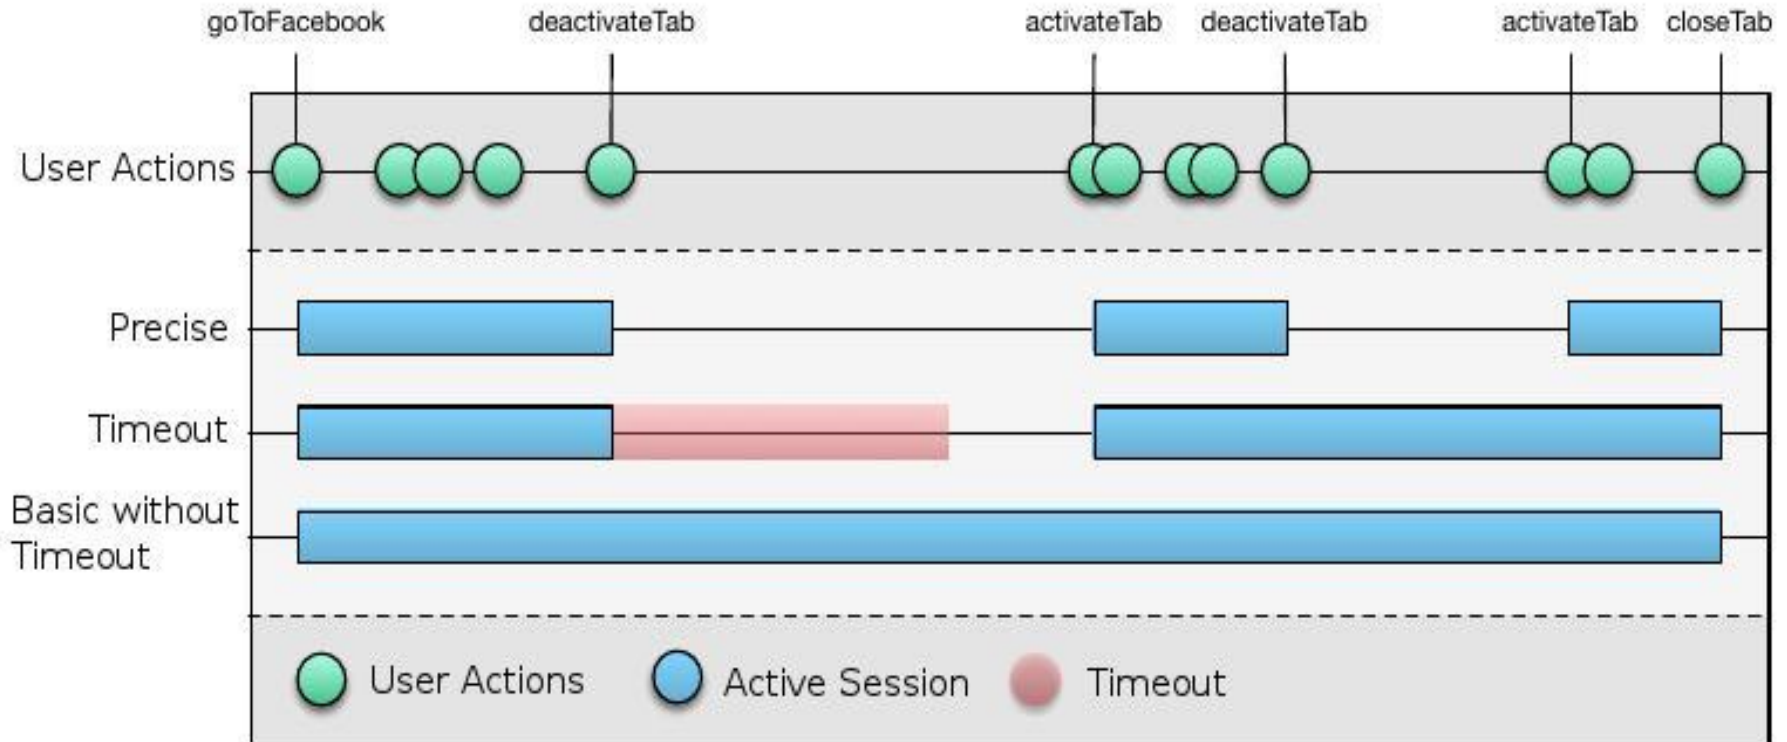 goToFacebook deactivateTab activateTab deactivateTab activateTab closeTab
User Actions
Precise
Timeout
Basic without
Timeout
User Actions Active Session Timeout